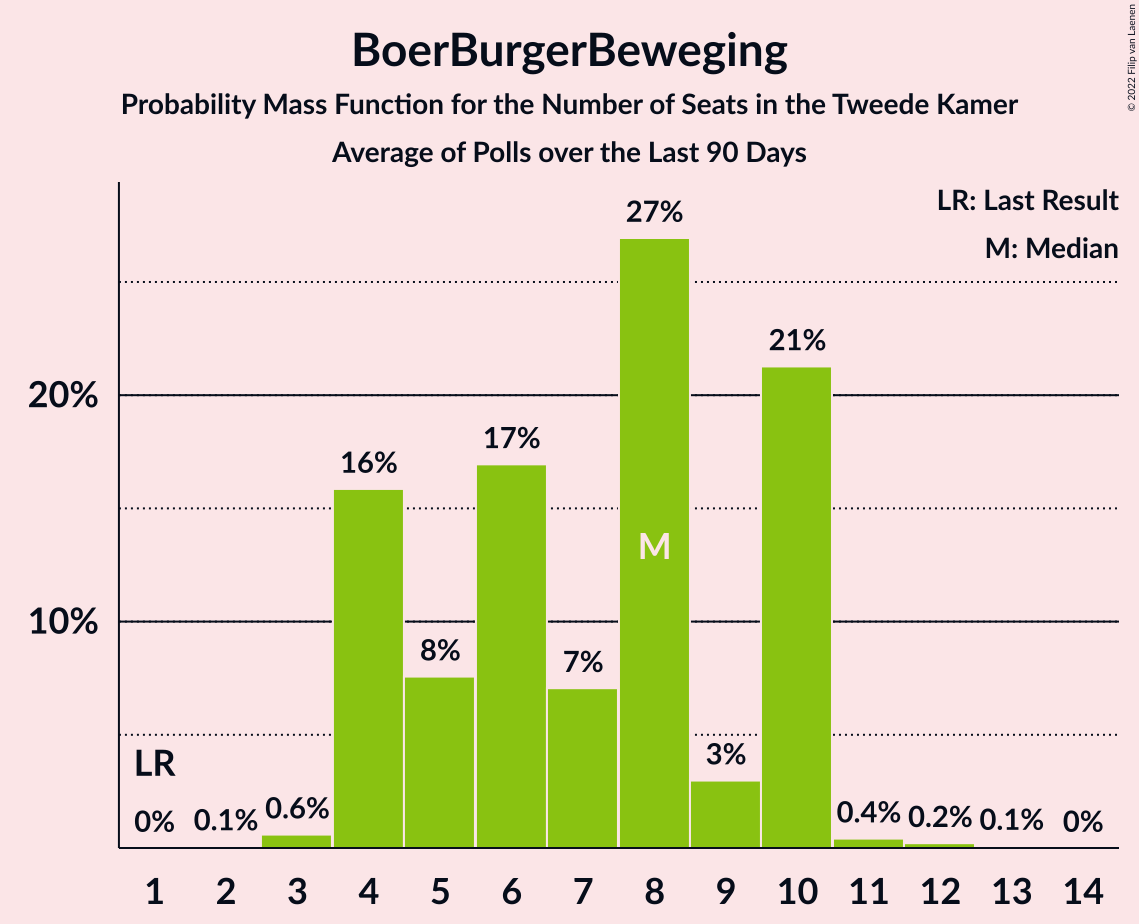 BoerBurgerBeweging
Probability Mass Function for the Number of Seats in the Tweede Kamer
Average of Polls over the Last 90 Days
© 2022 Filip van Laenen
LR: Last Result
M: Median
27%
21%
20%
17%
16%
M
10%
8%
7%
LR
3%
0%
0.1%
0.6%
0.4%
0.2%
0.1%
0%
1 2 3 4 5 6 7 8 9 10 11 12 13 14